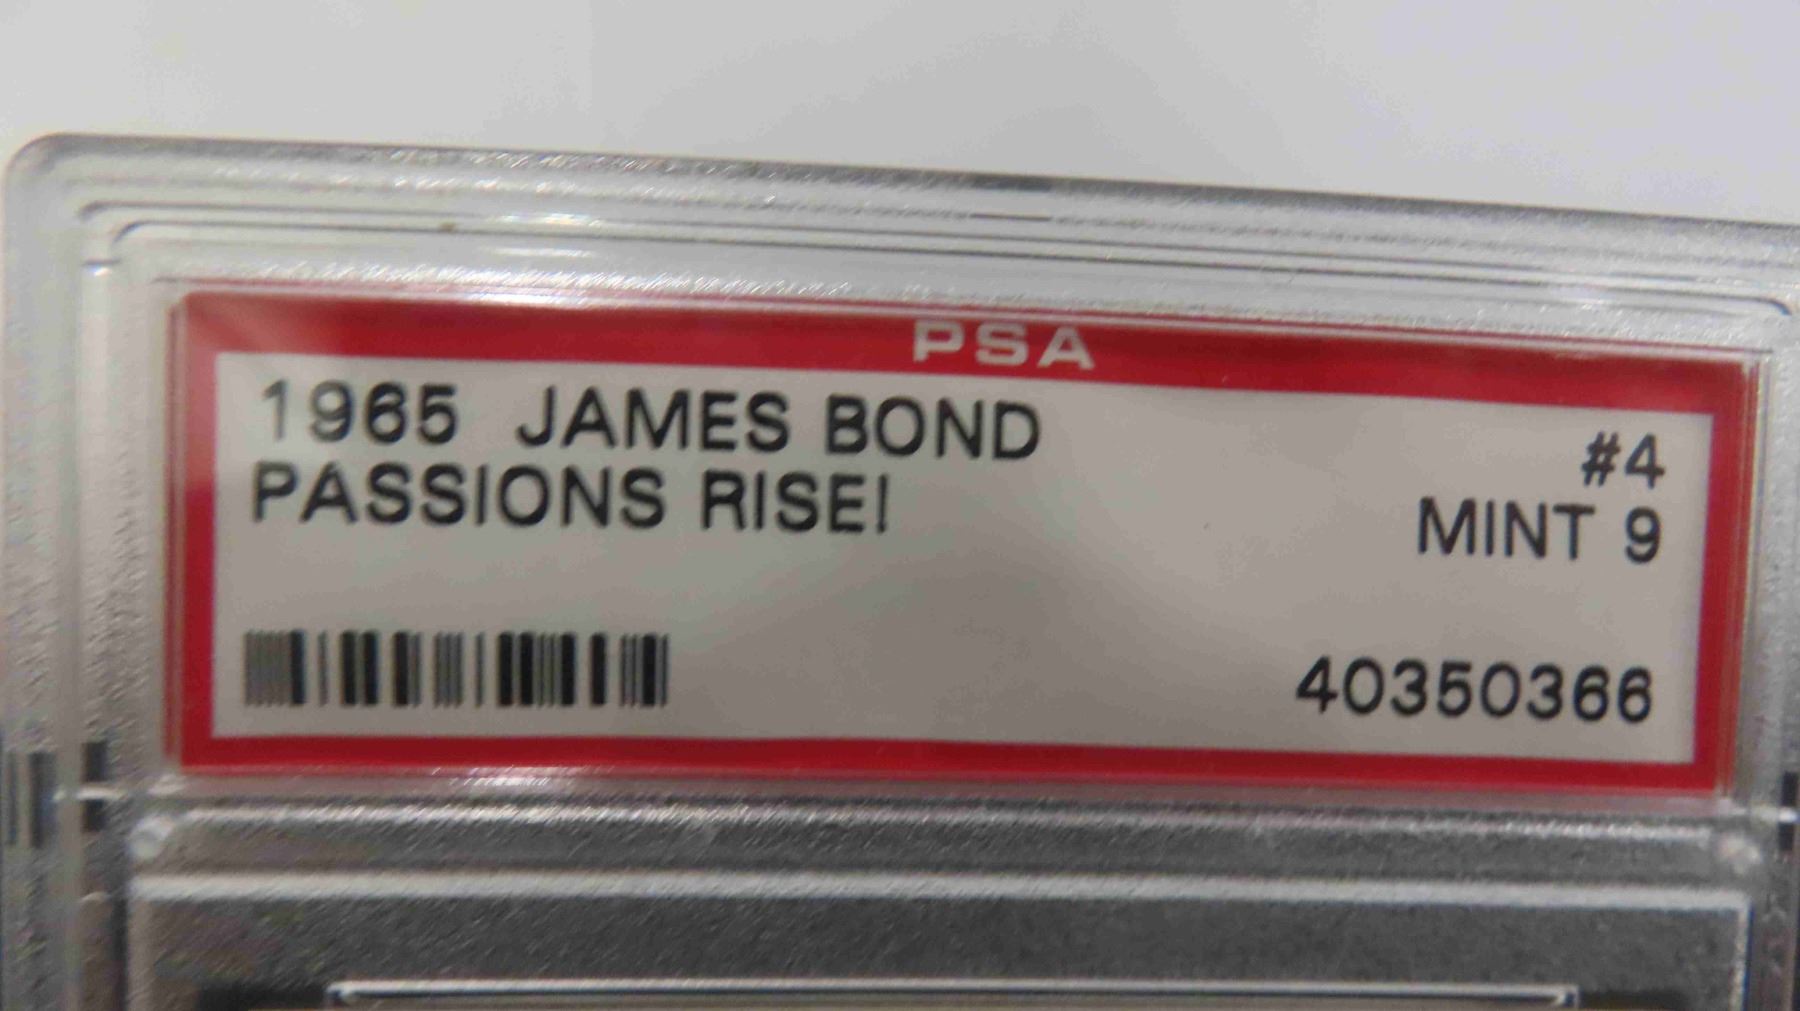 PSA
1965 JAMES BOND
PASSIONS RISE!
#4
MINT 9
40350366